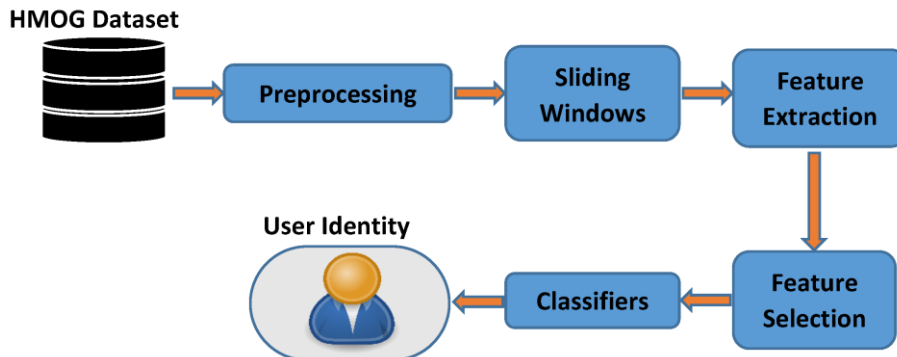 HMOG Dataset
Preprocessing
Sliding
Windows
Feature
Extraction
User Identity
Classifiers
Feature
Selection